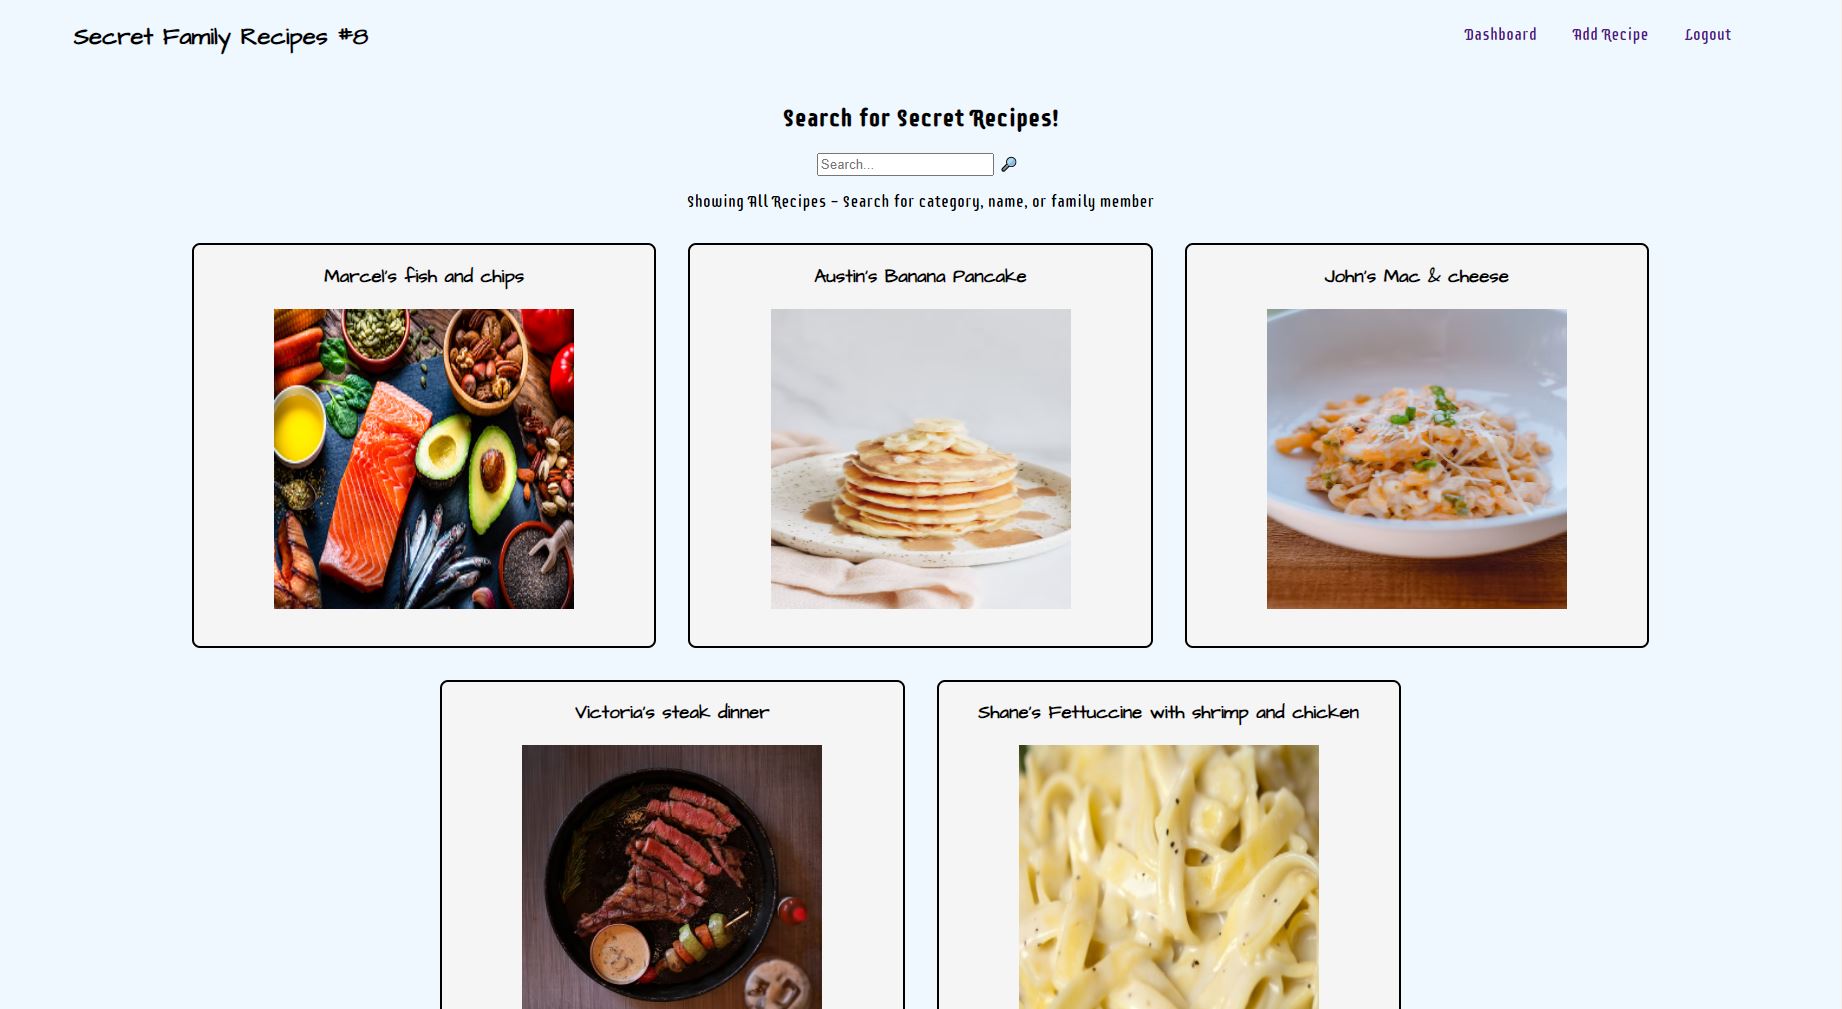 Secret Family Recipes #8
Dashboard Add Recipe Logout
Search for Secret Recipes!
Search...
Showing All Recipes - Search for category, name, or family member
Marcel's fish and chips
Austin's Banana Pancake
John's Mac & cheese
Victoria's steak dinner
Shane's Fettuccine with shrimp and chicken